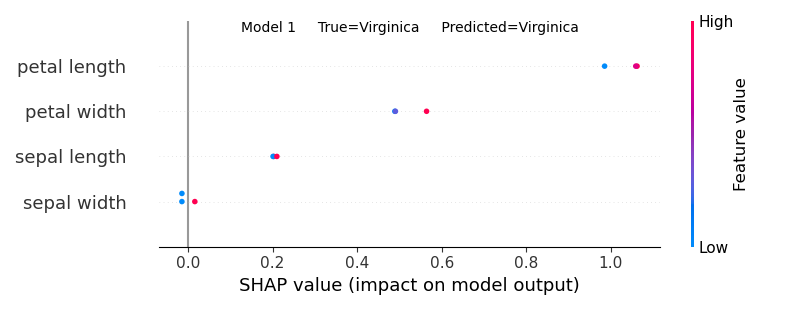 Model 1 True=Virginica Predicted=Virginica
High
petal length
petal width
sepal length
sepal width
Feature value
Low
0.0 0.2 0.4 0.6 0.8 1.0
SHAP value (impact on model output)